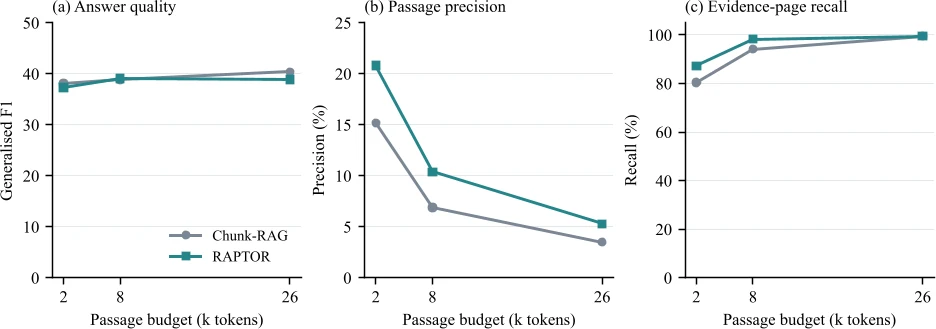 (a) Answer quality
50
40
30
20
10
0
Generalised F1
Chunk-RAG
RAPTOR
2 8 26
Passage budget (k tokens)
(b) Passage precision
25
20
15
10
5
0
Precision (%)
2 8 26
Passage budget (k tokens)
(c) Evidence-page recall
100
80
60
40
20
0
Recall (%)
2 8 26
Passage budget (k tokens)